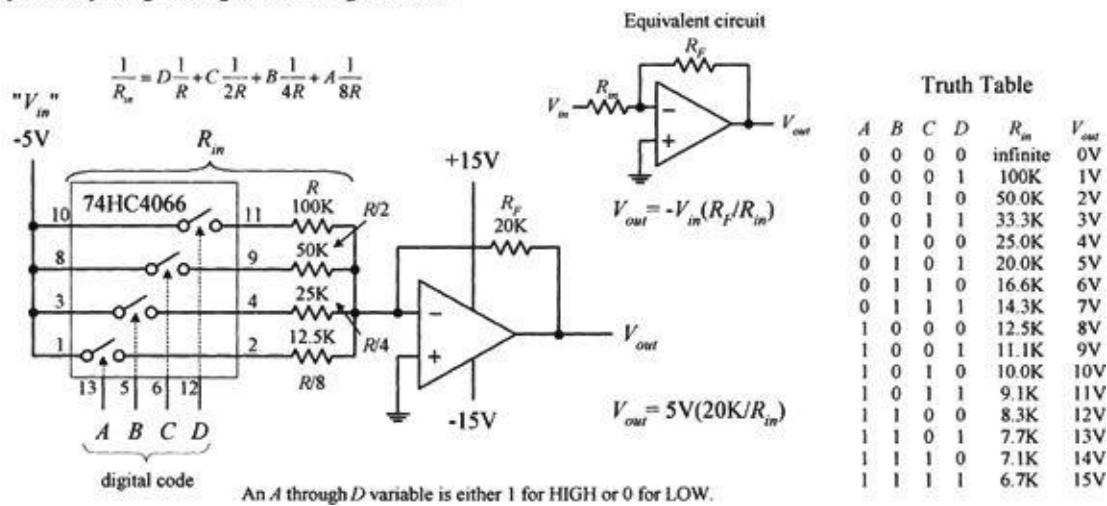 Equivalent circuit
1/R_in = D 1/R + C 1/2R + B 1/4R + A 1/8R
"V_in"
-5V
R_in
+15V
74HC4066
10
11
R
100K
R/2
8
9
50K
3
4
25K
R/4
1
2
12.5K
R/8
13
5
6
12
A B C D
digital code
R_F
20K
−
+
-15V
V_out
V_out = 5V(20K/R_in)
R_F
V_in
R_in
−
+
V_out
V_out = -V_in(R_F/R_in)
Truth Table
A B C D R_in V_out
0 0 0 0 infinite 0V
0 0 0 1 100K 1V
0 0 1 0 50.0K 2V
0 0 1 1 33.3K 3V
0 1 0 0 25.0K 4V
0 1 0 1 20.0K 5V
0 1 1 0 16.6K 6V
0 1 1 1 14.3K 7V
1 0 0 0 12.5K 8V
1 0 0 1 11.1K 9V
1 0 1 0 10.0K 10V
1 0 1 1 9.1K 11V
1 1 0 0 8.3K 12V
1 1 0 1 7.7K 13V
1 1 1 0 7.1K 14V
1 1 1 1 6.7K 15V
An A through D variable is either 1 for HIGH or 0 for LOW.